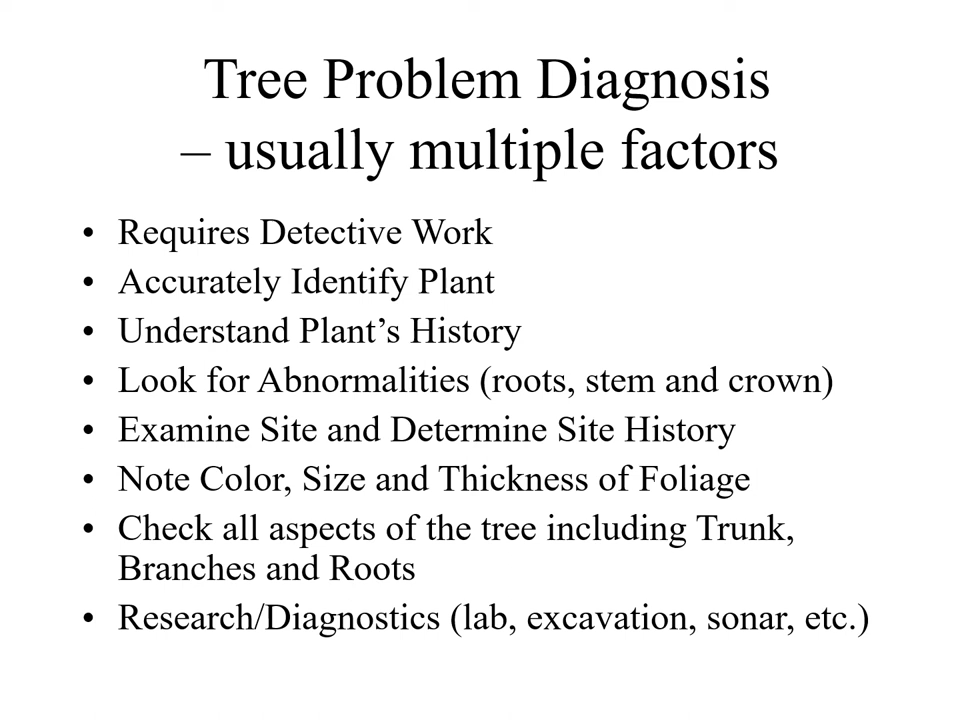 Tree Problem Diagnosis
– usually multiple factors
• Requires Detective Work
• Accurately Identify Plant
• Understand Plant’s History
• Look for Abnormalities (roots, stem and crown)
• Examine Site and Determine Site History
• Note Color, Size and Thickness of Foliage
• Check all aspects of the tree including Trunk,
Branches and Roots
• Research/Diagnostics (lab, excavation, sonar, etc.)